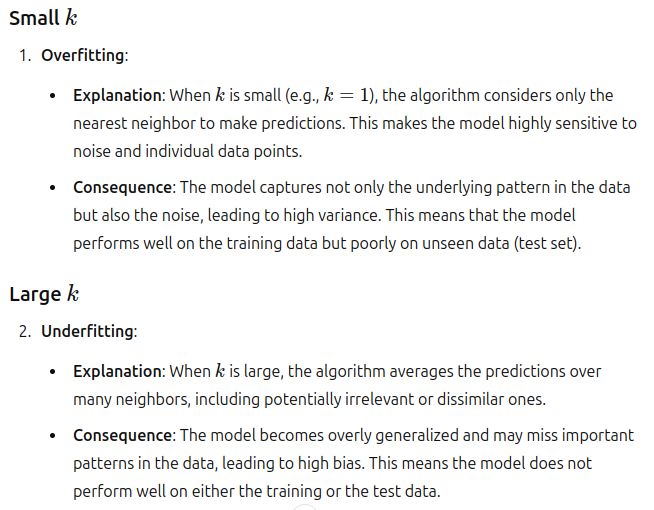 Small k
1. Overfitting:
• Explanation: When k is small (e.g., k = 1), the algorithm considers only the
nearest neighbor to make predictions. This makes the model highly sensitive to
noise and individual data points.
• Consequence: The model captures not only the underlying pattern in the data
but also the noise, leading to high variance. This means that the model
performs well on the training data but poorly on unseen data (test set).
Large k
2. Underfitting:
• Explanation: When k is large, the algorithm averages the predictions over
many neighbors, including potentially irrelevant or dissimilar ones.
• Consequence: The model becomes overly generalized and may miss important
patterns in the data, leading to high bias. This means the model does not
perform well on either the training or the test data.